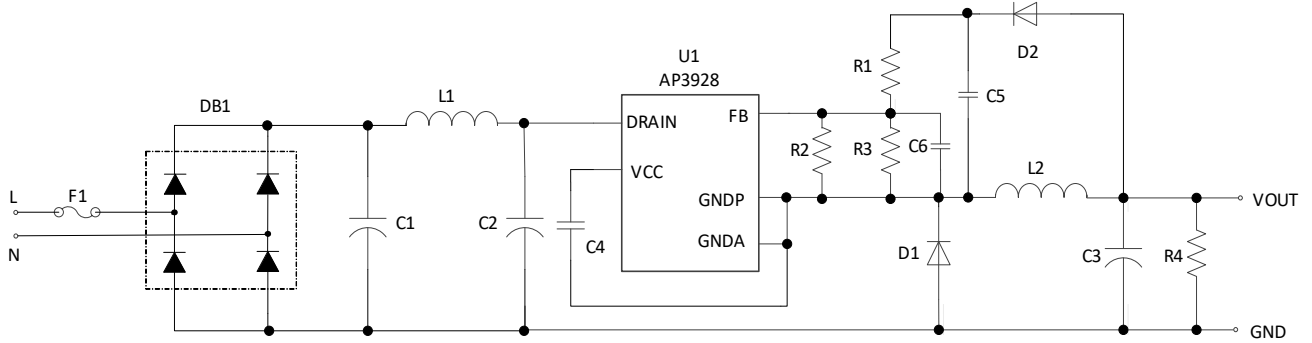 U1
AP3928
D2
R1
C5
L1
DB1
DRAIN
FB
R2
R3
C6
VCC
L2
L
F1
GNDP
VOUT
C1
C2
C4
GNDA
D1
C3
R4
N
GND